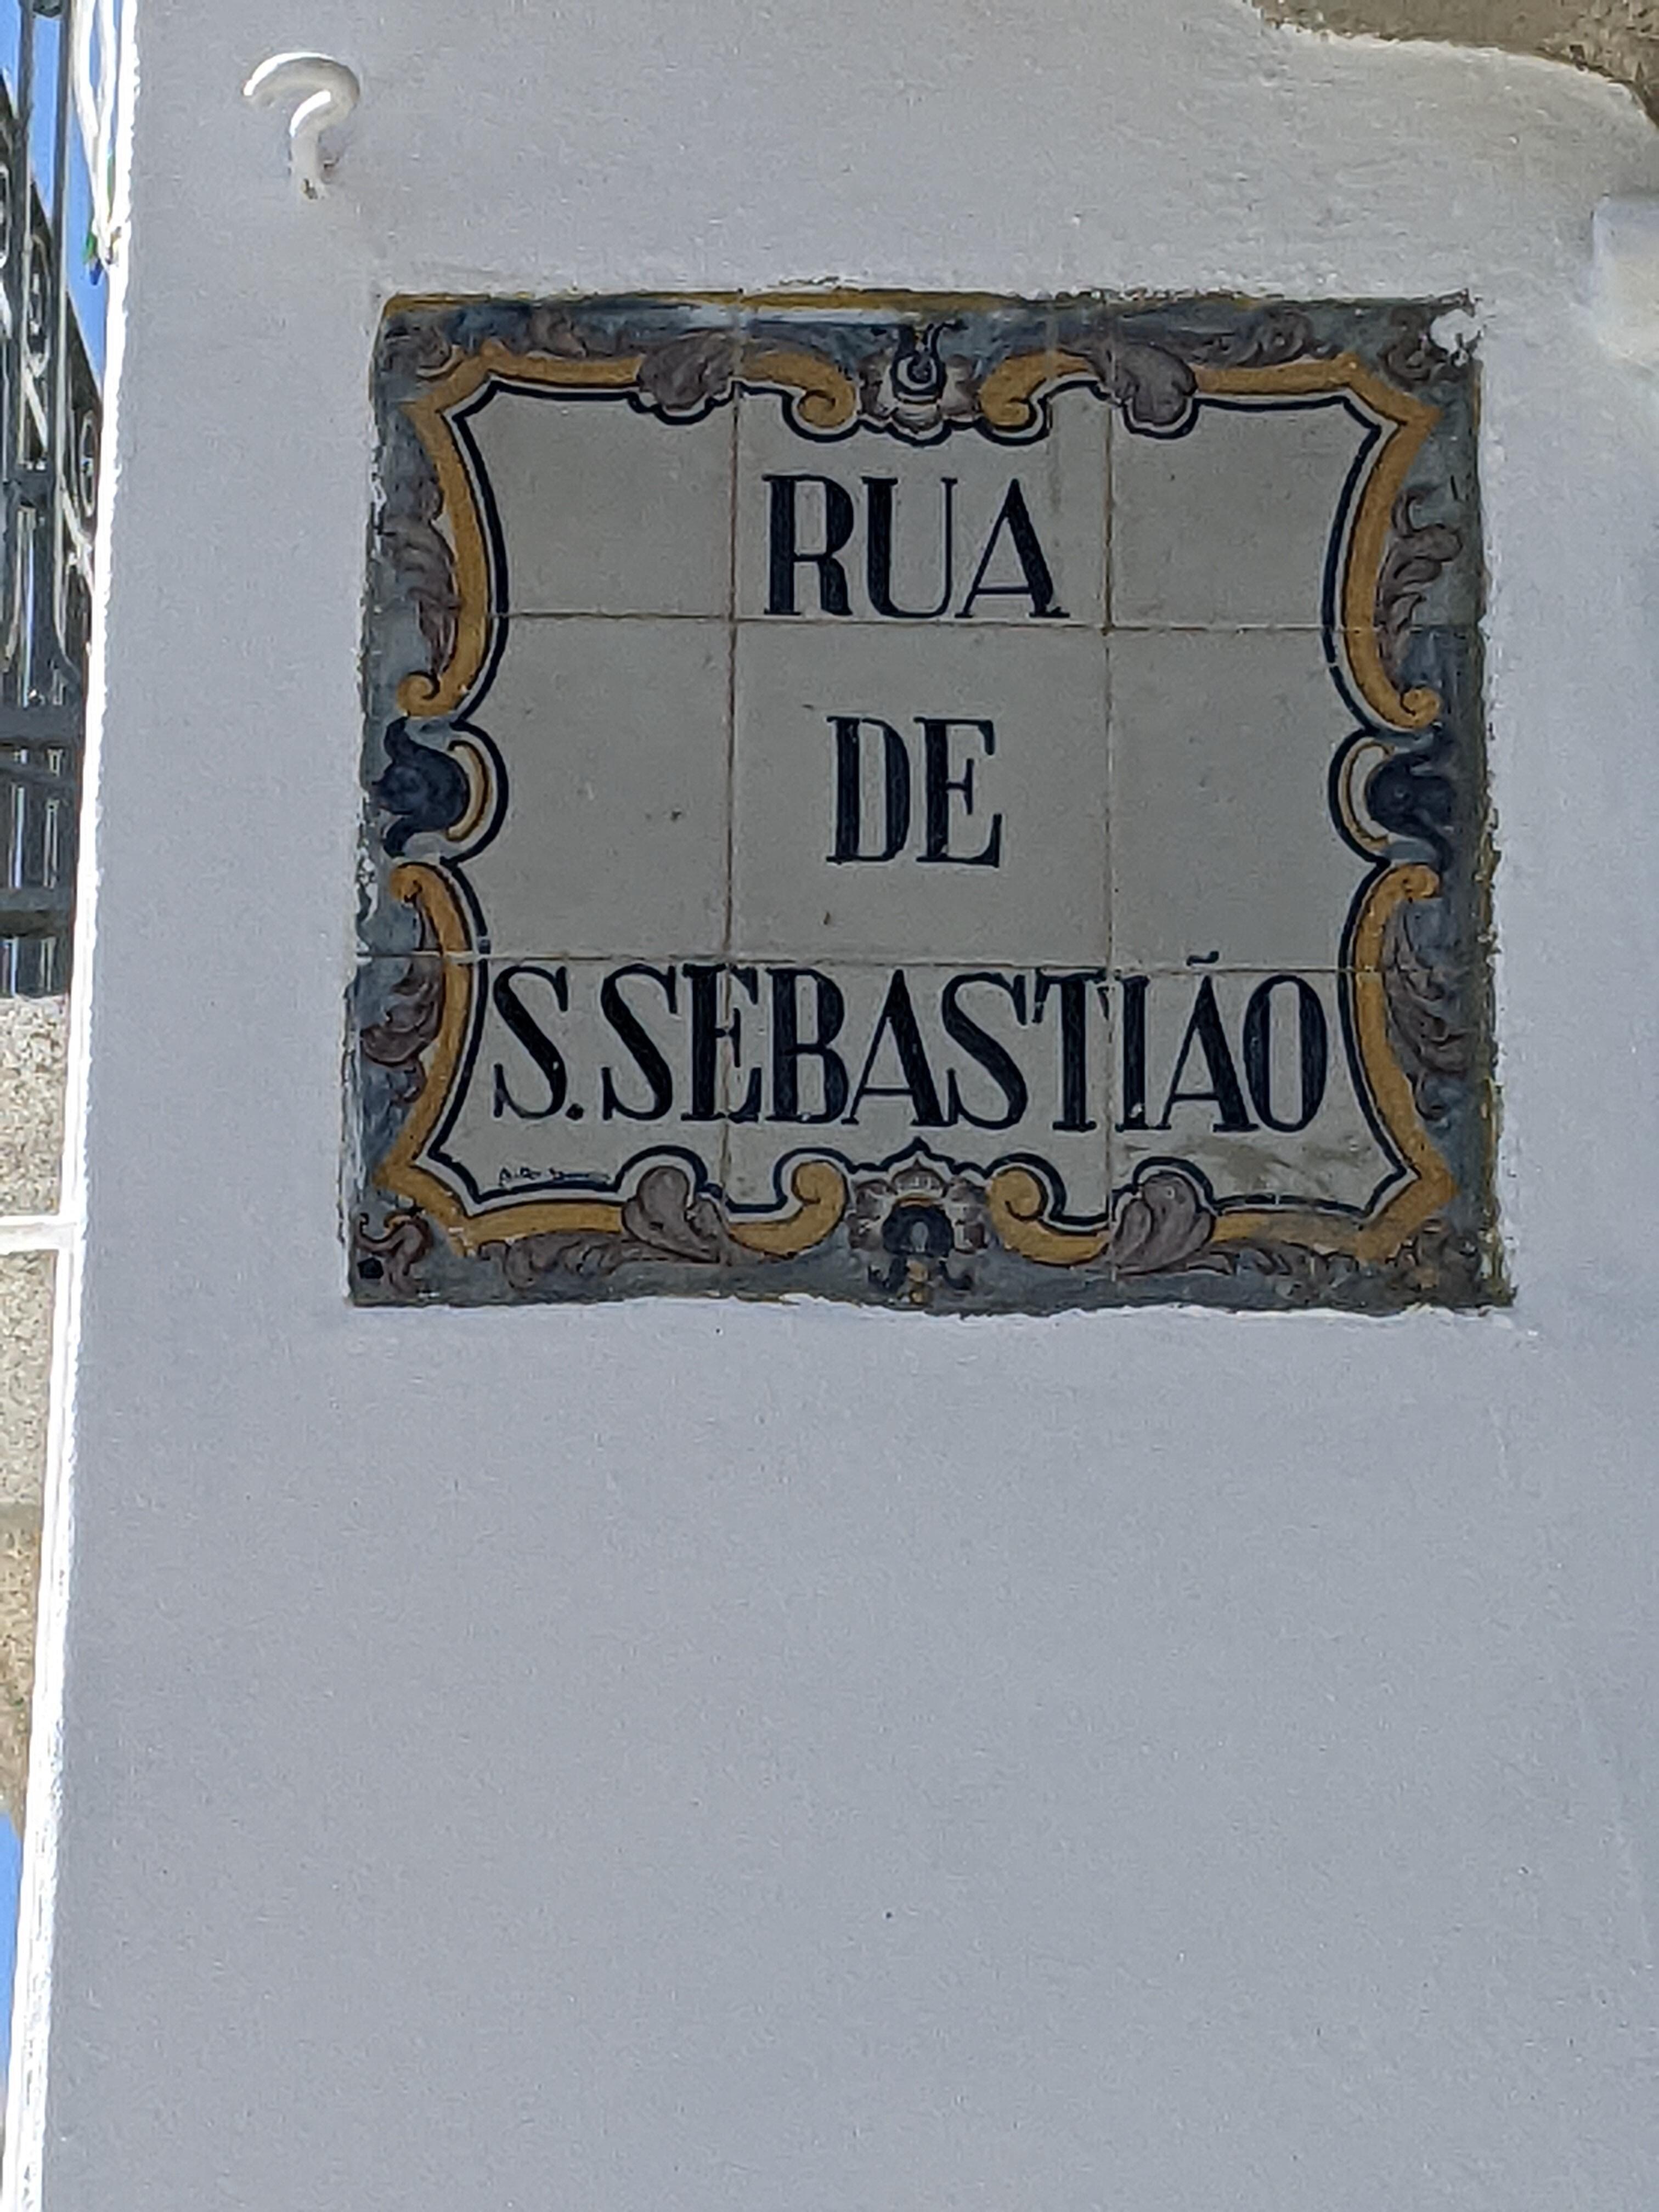 RUA
DE
S. SEBASTIÃO